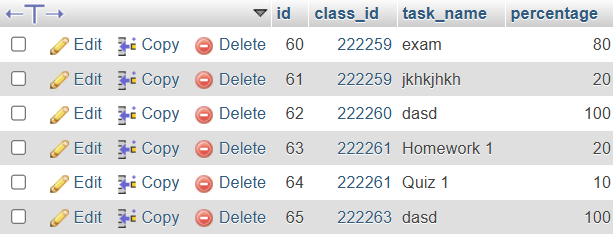 id class_id task_name percentage
Edit Copy Delete 60 222259 exam 80
Edit Copy Delete 61 222259 jkhkjhkh 20
Edit Copy Delete 62 222260 dasd 100
Edit Copy Delete 63 222261 Homework 1 20
Edit Copy Delete 64 222261 Quiz 1 10
Edit Copy Delete 65 222263 dasd 100